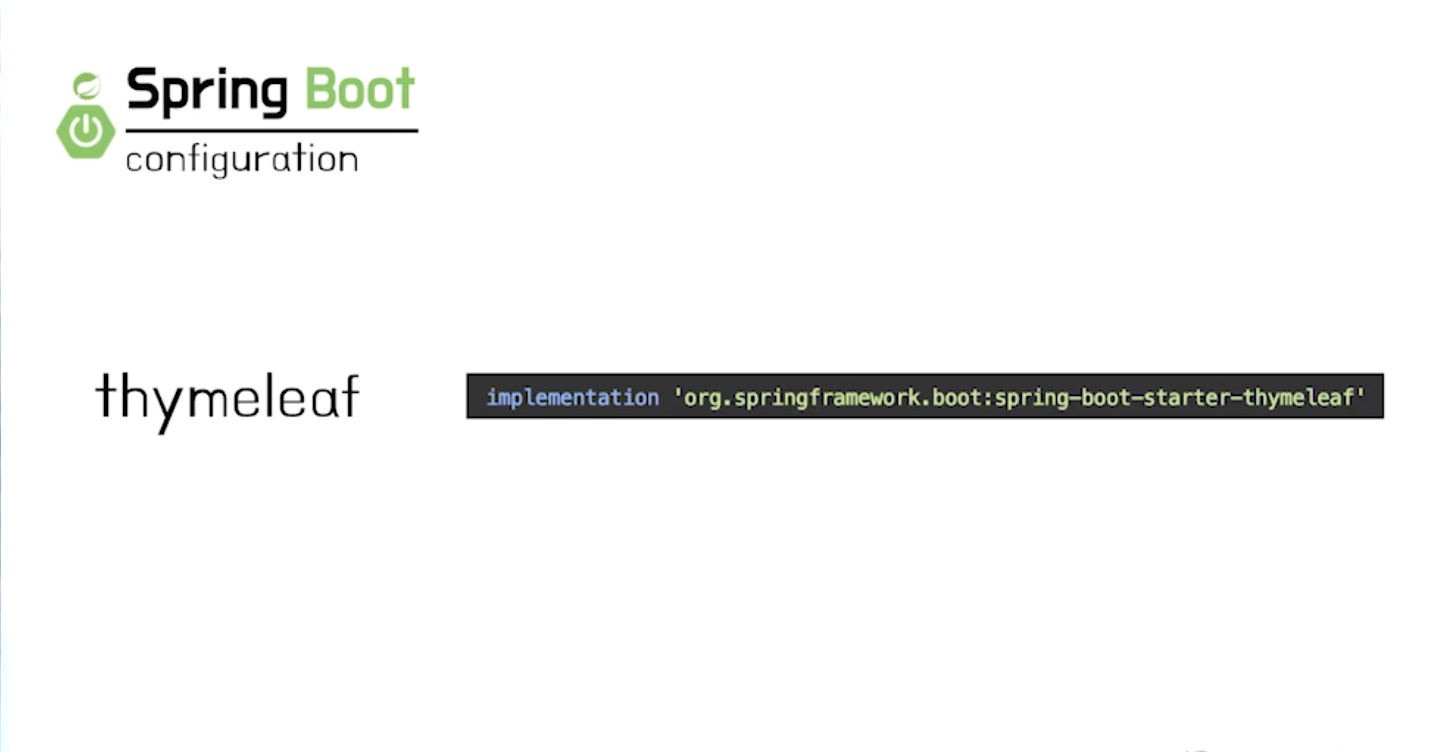 Spring Boot
configuration
thymeleaf
implementation 'org.springframework.boot:spring-boot-starter-thymeleaf'